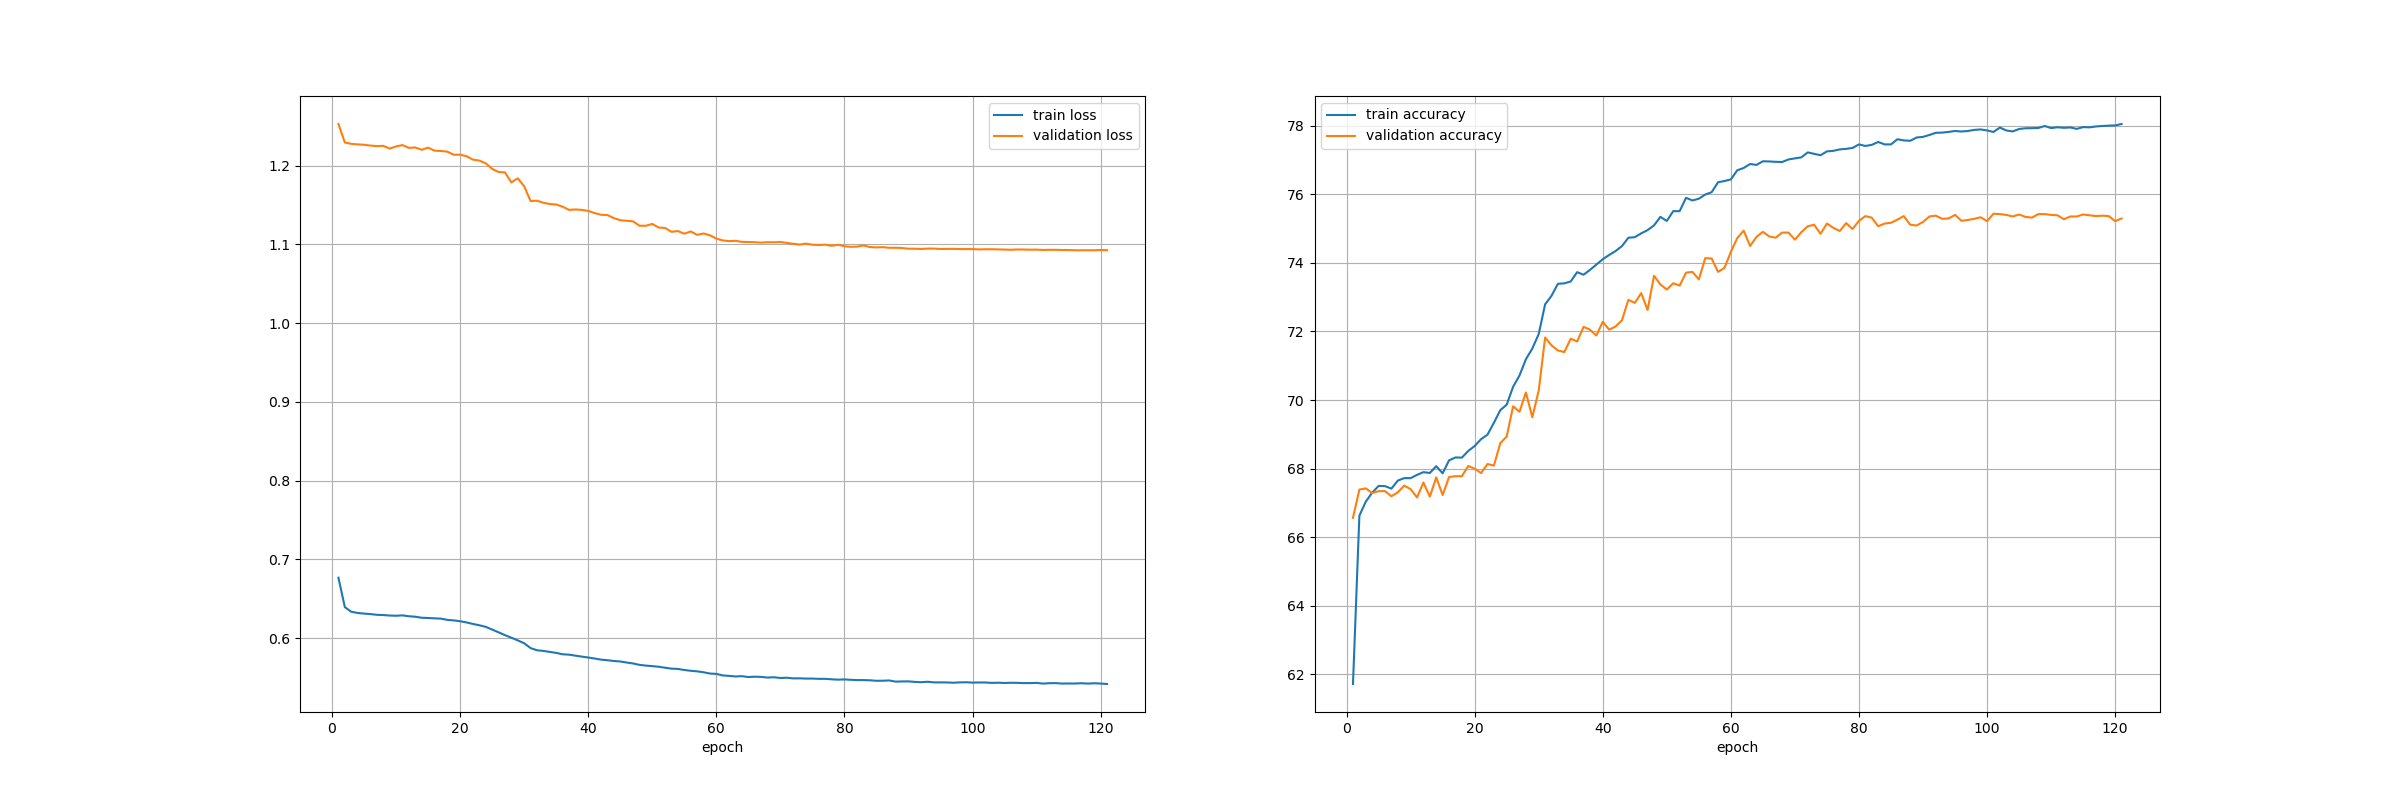 train loss
validation loss
1.2
1.1
1.0
0.9
0.8
0.7
0.6
0 20 40 60 80 100 120
epoch
train accuracy
validation accuracy
78
76
74
72
70
68
66
64
62
0 20 40 60 80 100 120
epoch